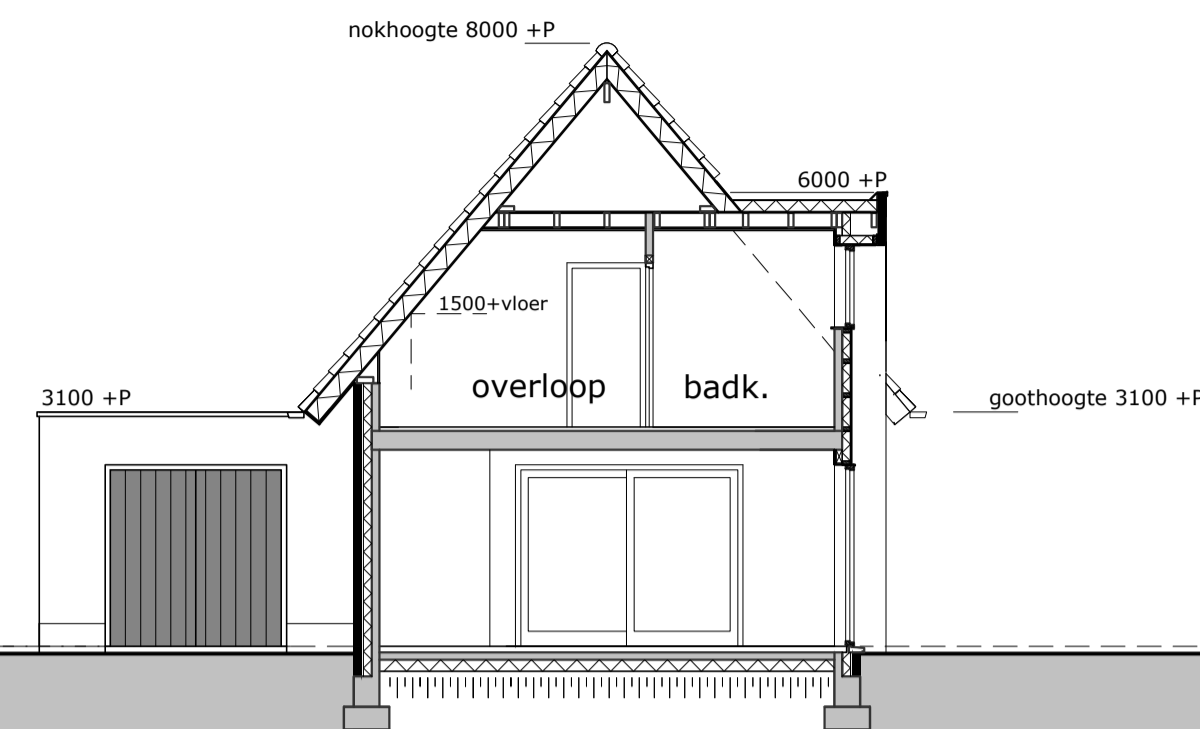 nokhoogte 8000 +P
6000 +P
1500+vloer
overloop
badk.
3100 +P
goothoogte 3100 +P